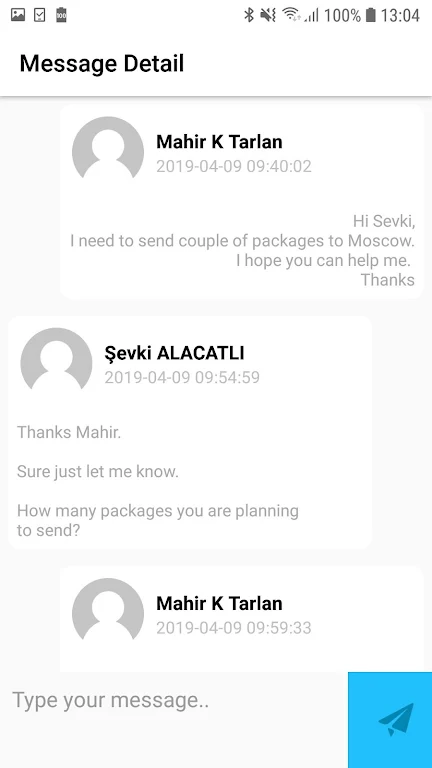 100% 13:04
Message Detail
Mahir K Tarlan
2019-04-09 09:40:02
Hi Sevki,
I need to send couple of packages to Moscow.
I hope you can help me.
Thanks
Şevki ALACATLI
2019-04-09 09:54:59
Thanks Mahir.
Sure just let me know.
How many packages you are planning
to send?
Mahir K Tarlan
2019-04-09 09:59:33
Type your message..